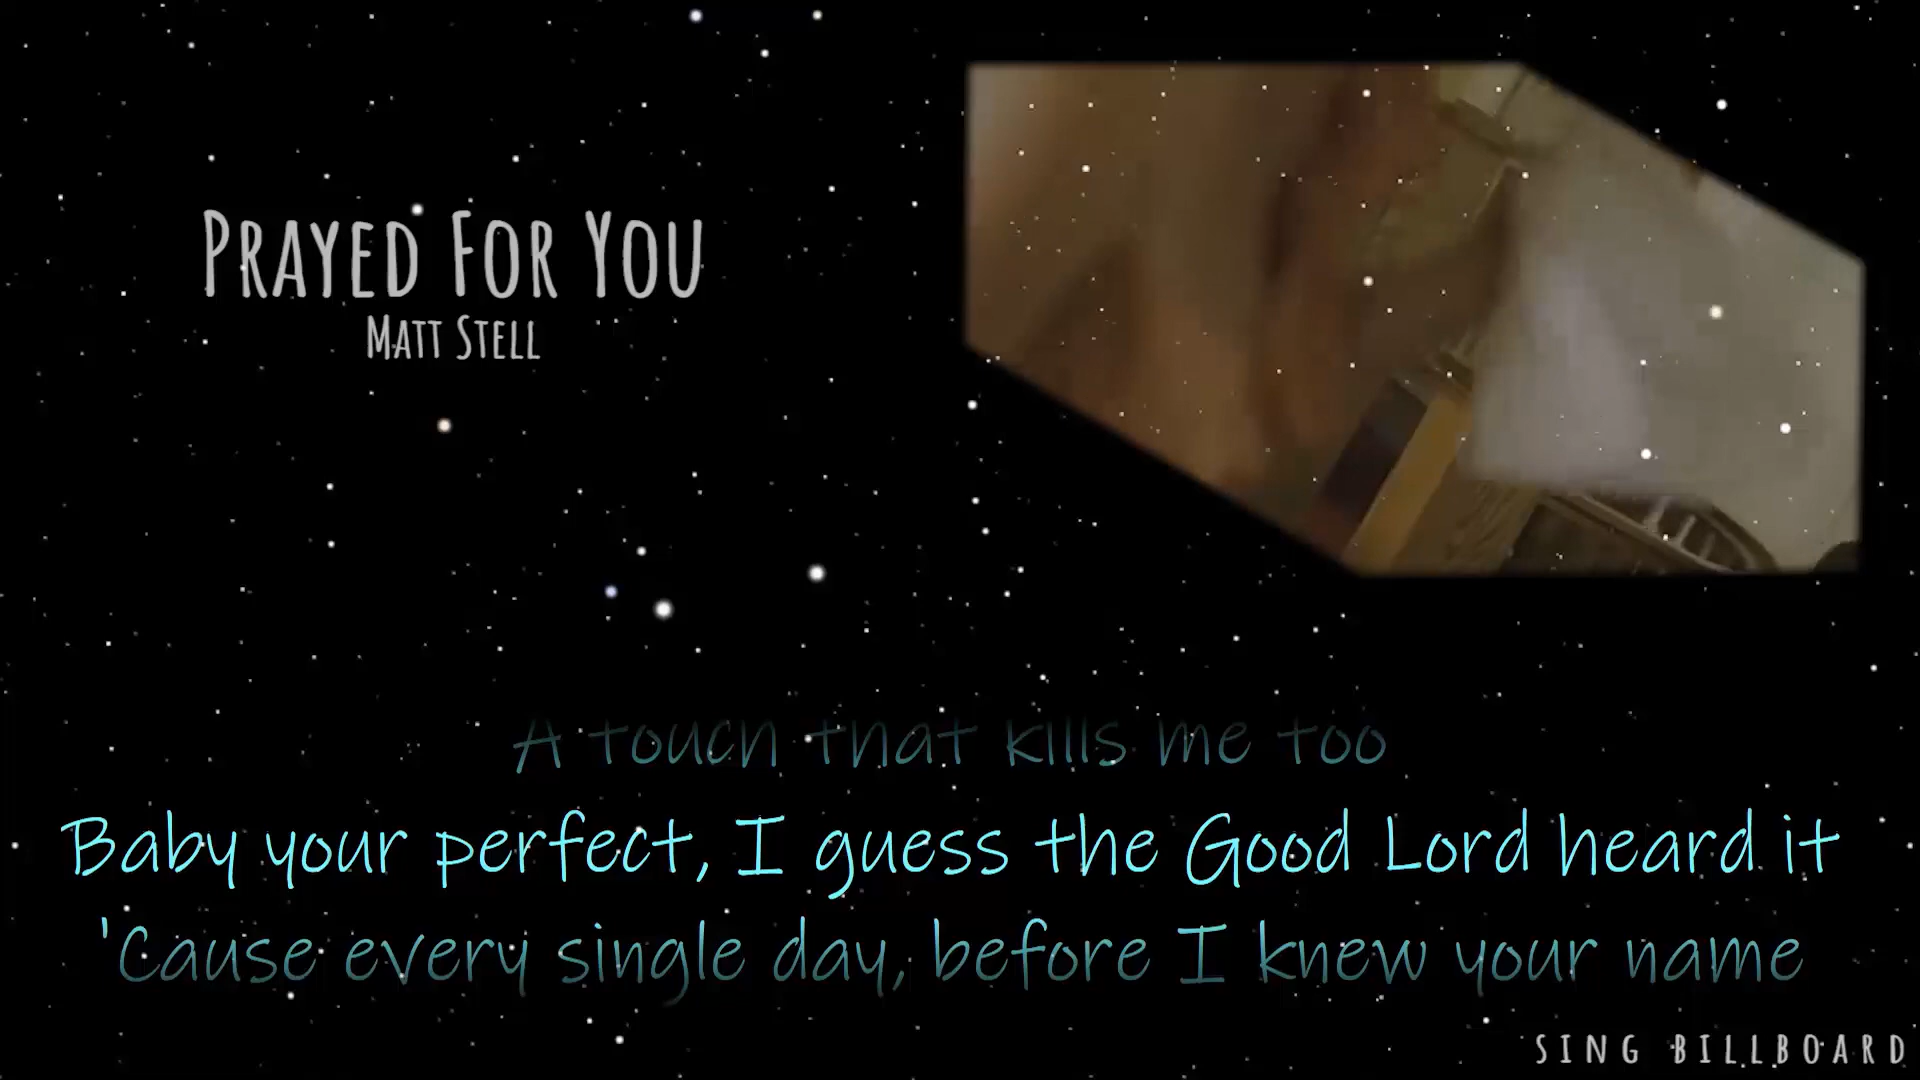 PRAYED FOR YOU
MATT STELL
A touch that kills me too
Baby your perfect, I guess the Good Lord heard it
'Cause every single day, before I knew your name
SING BILLBOARD